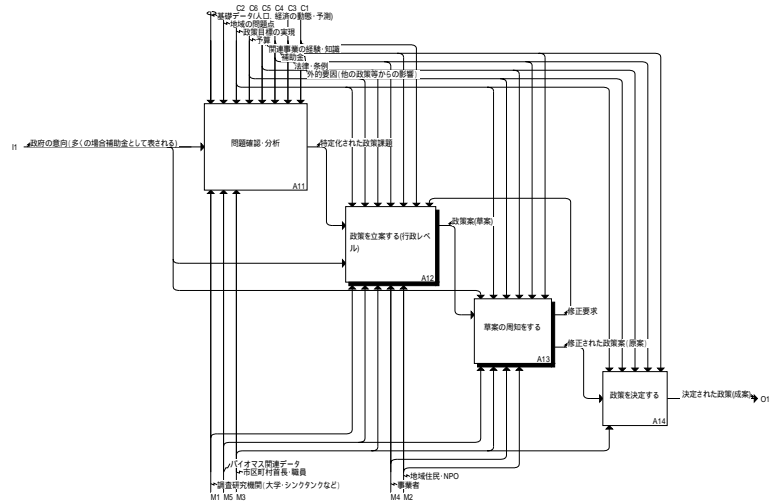 C2 C6 C5 C4 C3 C1
基礎データ(人口、経済の動態・予測)
地域の問題点
政策目標の実現
予算
関連事業の経験・知識
補助金
法律・条例
外的要因(他の政策等からの影響)
I1
政府の意向(多くの場合補助金として表される)
問題確認・分析
A11
特定化された政策課題
政策を立案する(行政レベ
ル)
A12
政策案(草案)
草案の周知をする
A13
修正要求
修正された政策案(原案)
政策を決定する
A14
決定された政策(成案)
O1
バイオマス関連データ
市区町村首長・職員
調査研究機関(大学・シンクタンクなど)
地域住民・NPO
事業者
M1 M5 M3
M4 M2